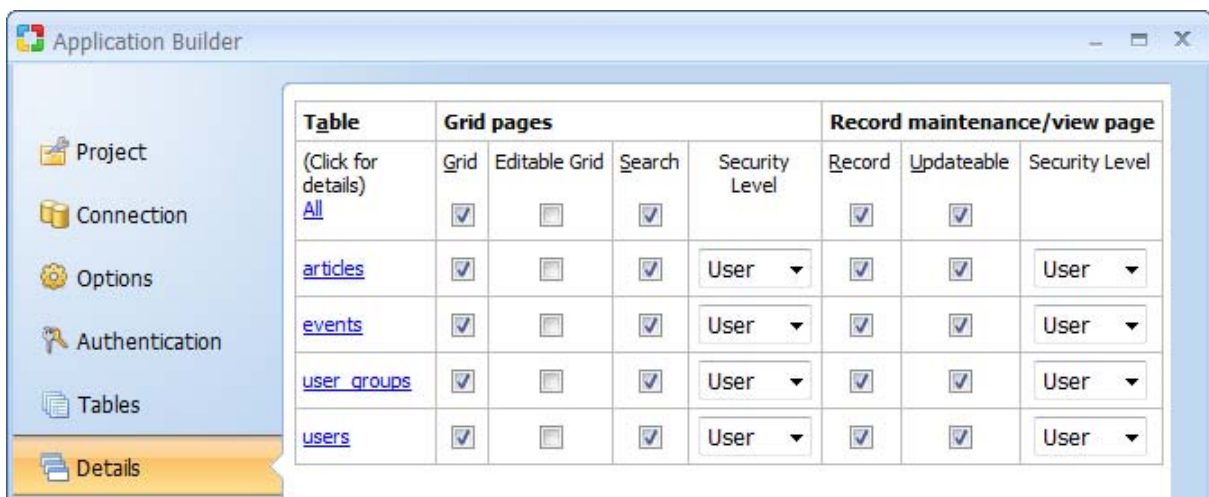 Application Builder
Project
Connection
Options
Authentication
Tables
Details
Table Grid pages Record maintenance/view page
(Click for details) Grid Editable Grid Search Security Level Record Updateable Security Level
All
articles User User
events User User
user_groups User User
users User User